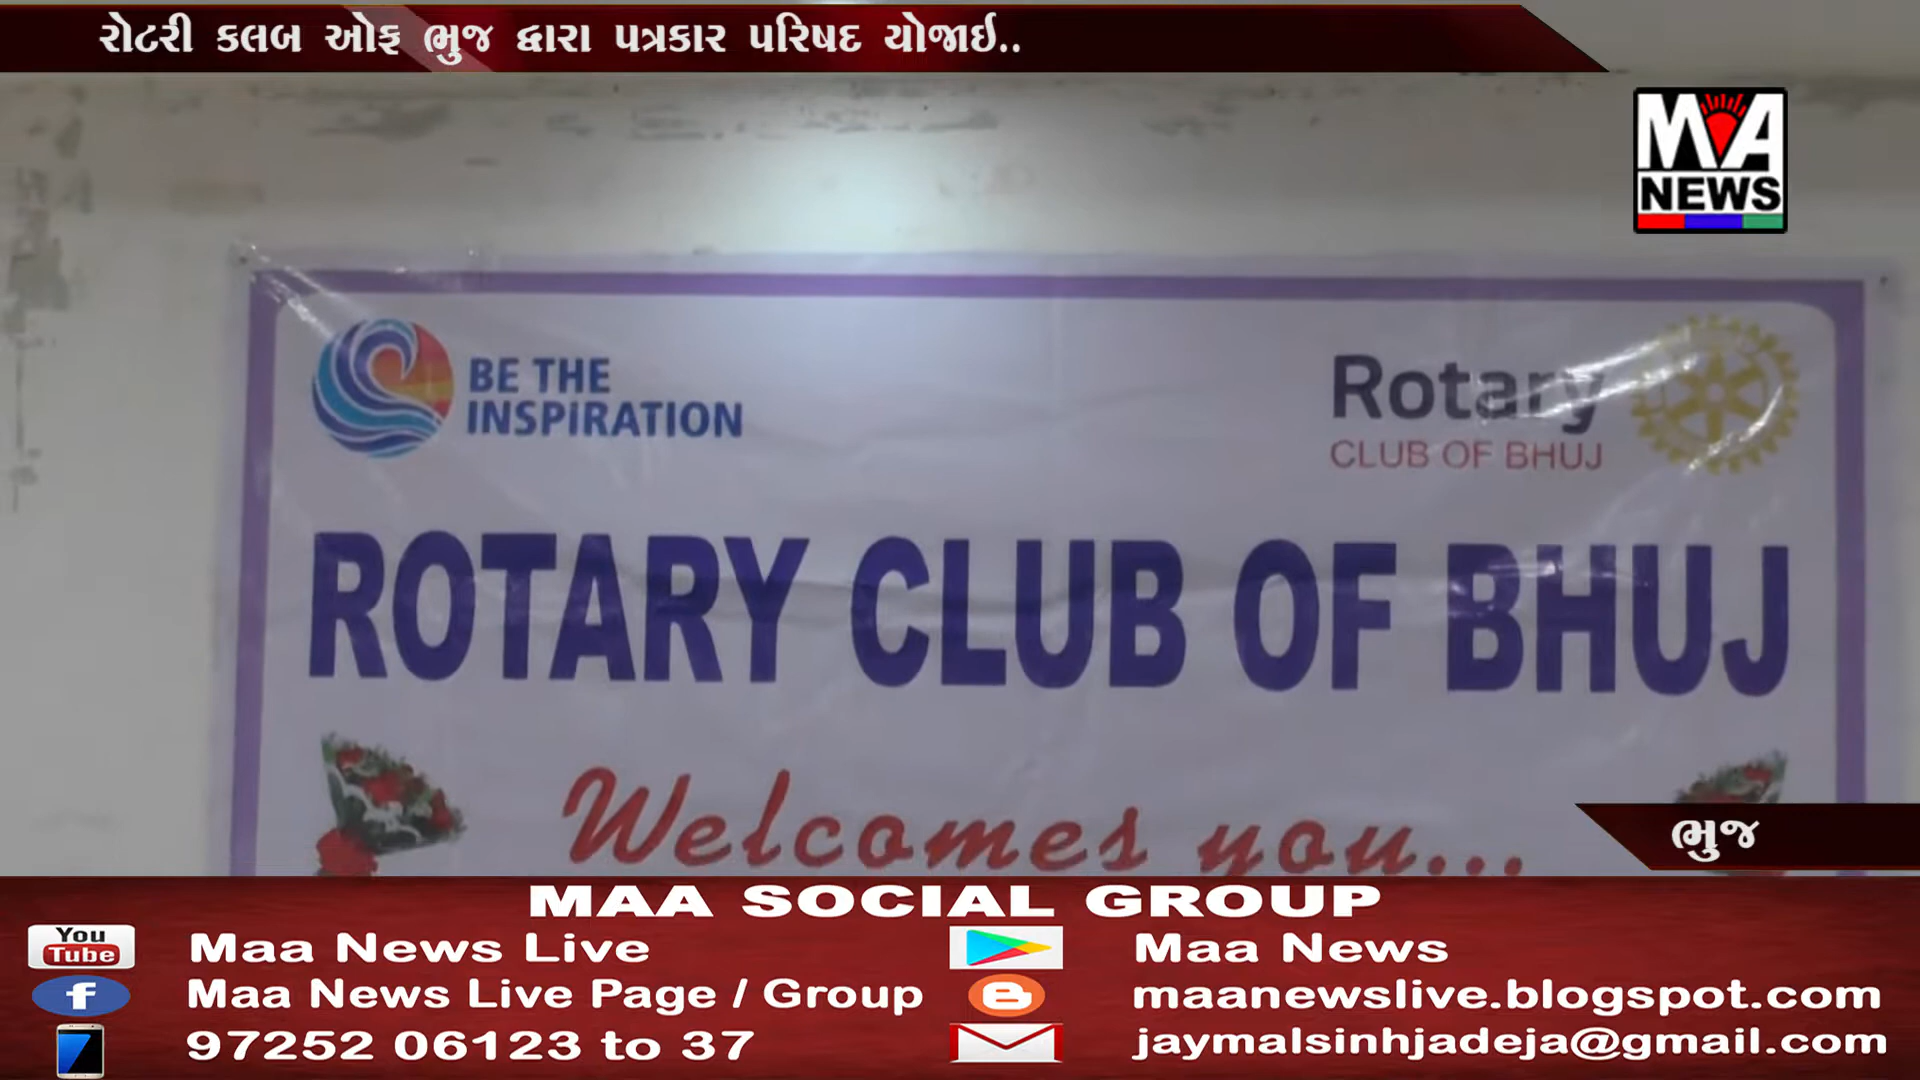 રોટરી કલબ ઓફ ભુજ દ્વારા પત્રકાર પરિષદ યોજાઈ..
MAA
NEWS
BE THE
INSPIRATION
Rotary
CLUB OF BHUJ
ROTARY CLUB OF BHUJ
Welcomes you...
ભુજ
MAA SOCIAL GROUP
You
Tube
Maa News Live
Maa News
f
Maa News Live Page / Group
maanewslive.blogspot.com
97252 06123 to 37
jaymalsinhjadeja@gmail.com